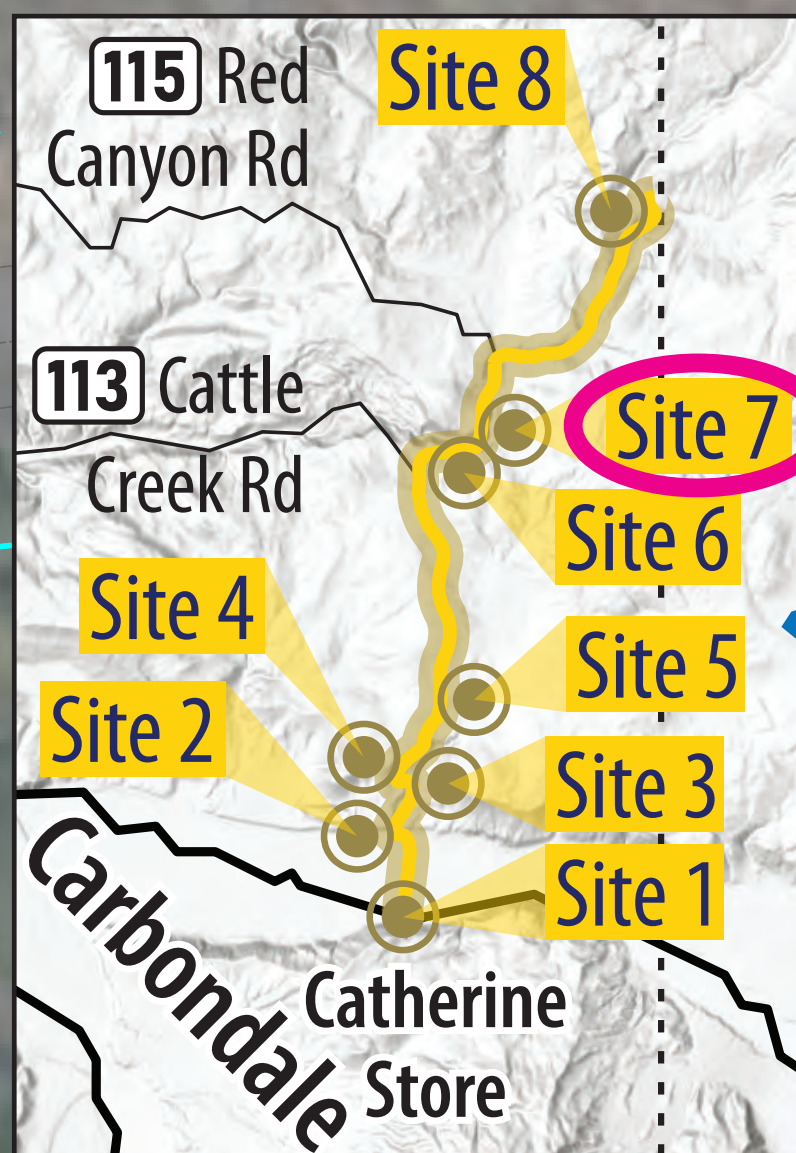 115 Red
Canyon Rd
Site 8
113 Cattle
Creek Rd
Site 7
Site 6
Site 4
Site 5
Site 2
Site 3
Site 1
Carbondale
Catherine
Store